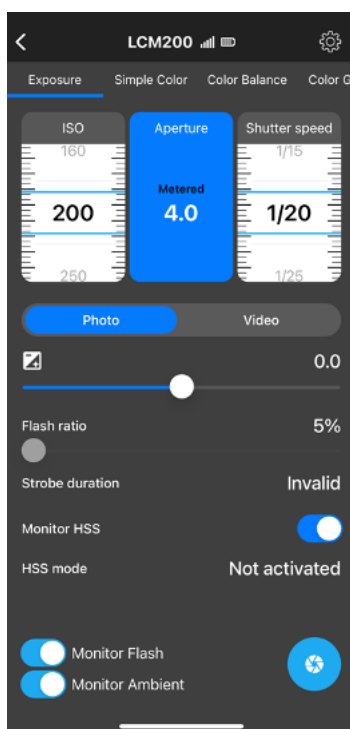 LCM200
Exposure Simple Color Color Balance Color G
ISO Aperture Shutter speed
160 1/15
Metered
200 4.0 1/20
250 1/25
Photo Video
0.0
Flash ratio 5%
Strobe duration Invalid
Monitor HSS
HSS mode Not activated
Monitor Flash
Monitor Ambient